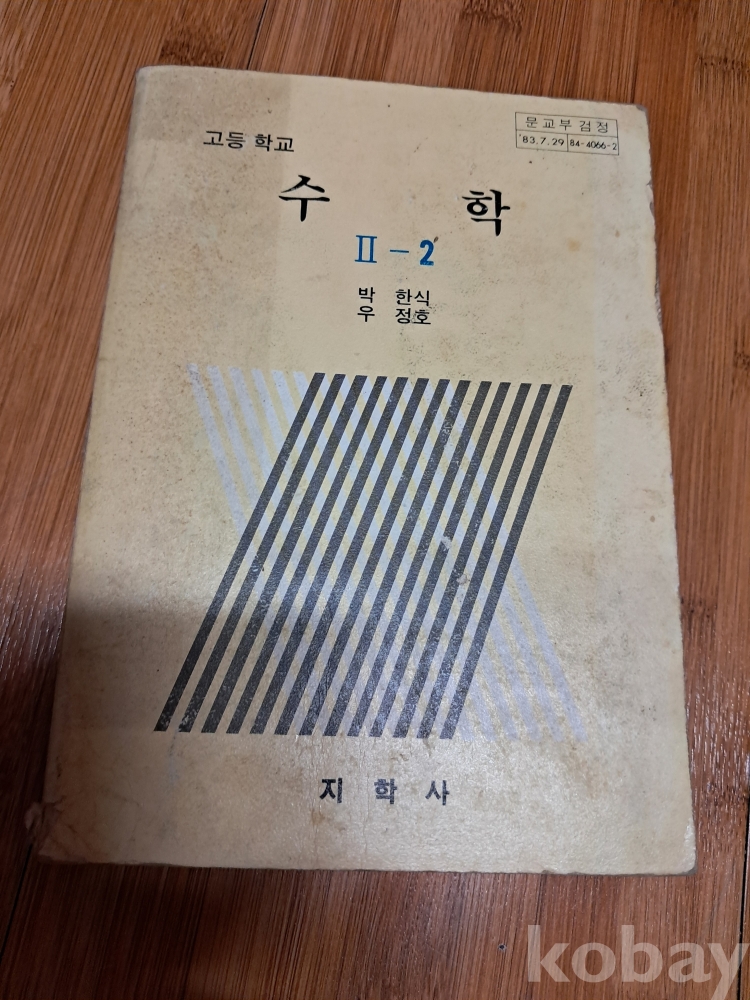 문교부 검정
'83.7.29 84-4066-2
고등 학교
수 학
Ⅱ-2
박 한식
우 정호
지 학 사
kobay